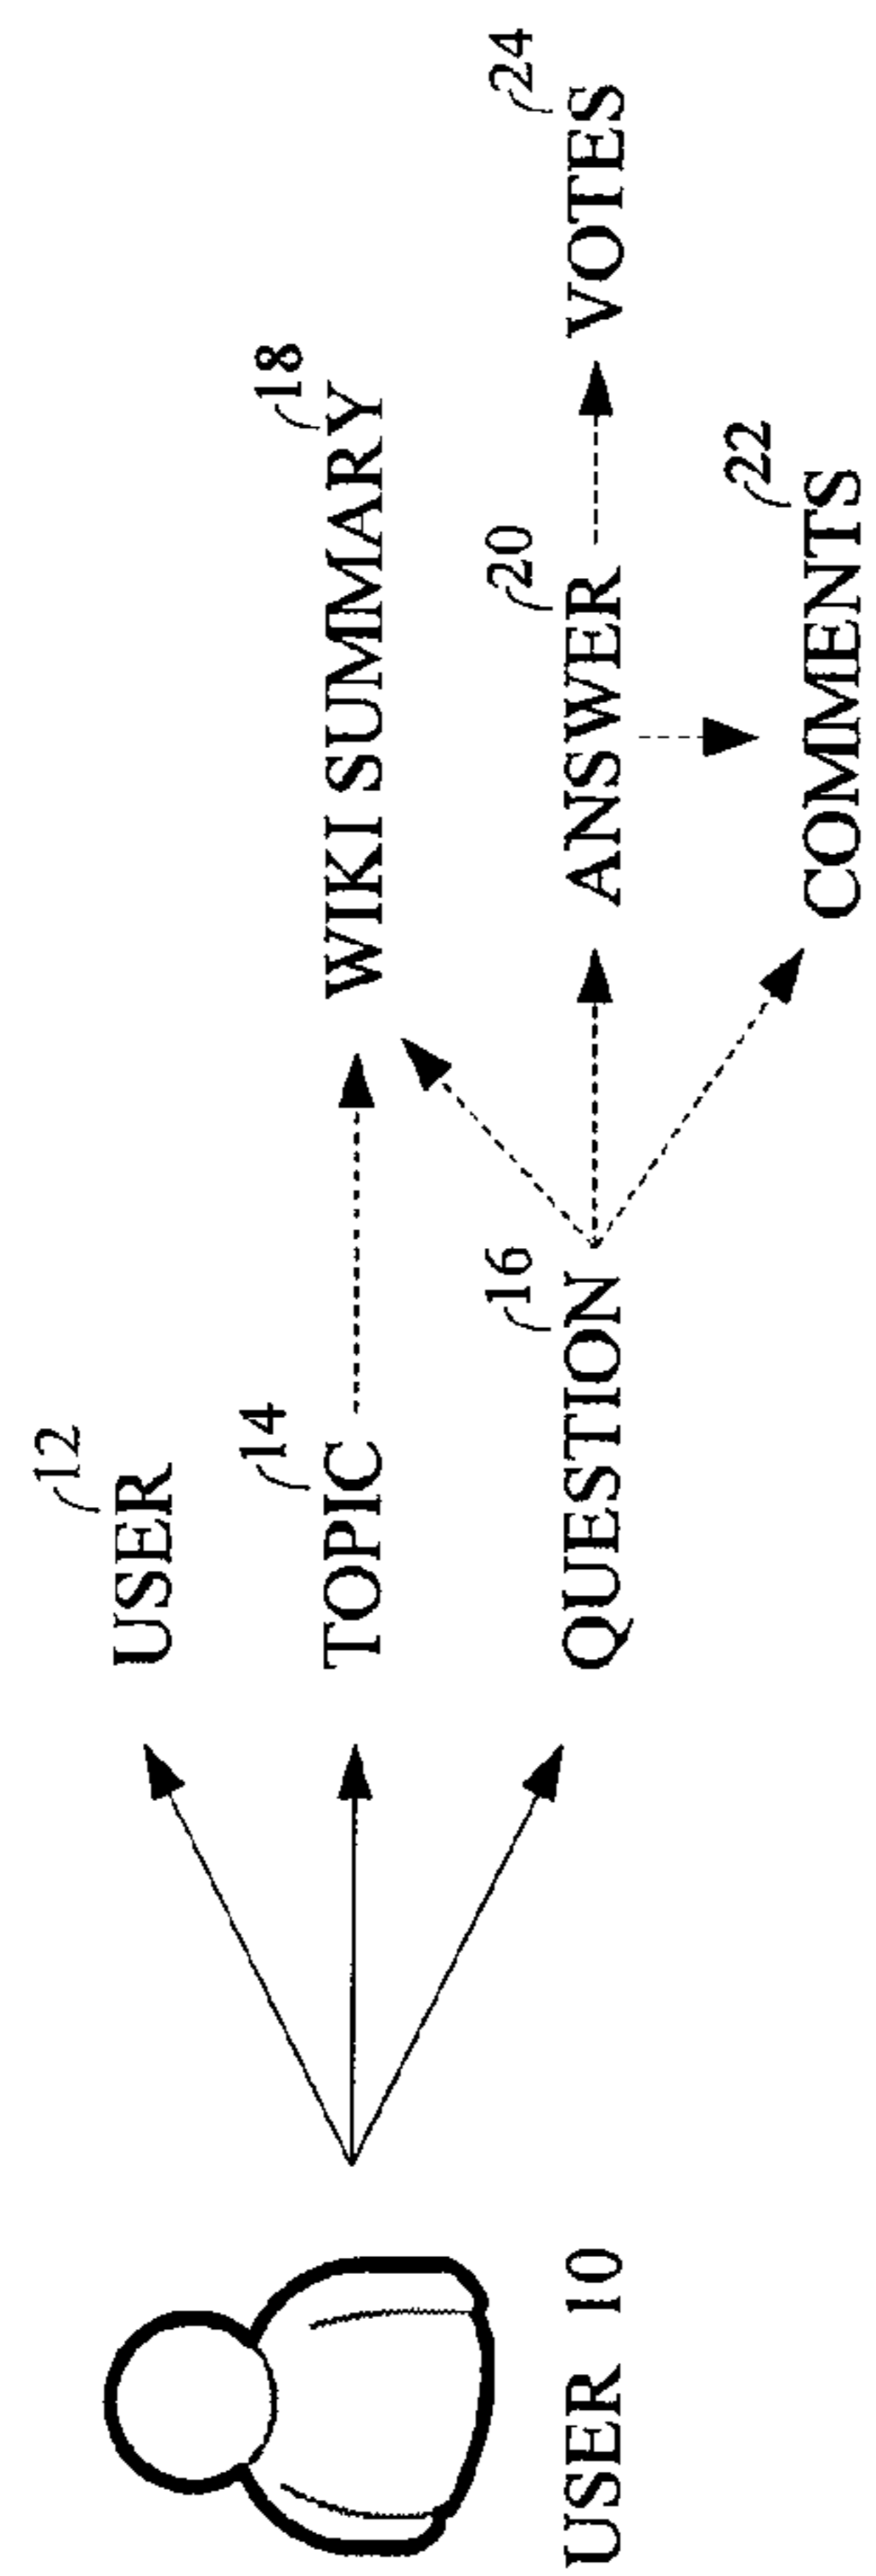 12
USER
14
TOPIC
18
WIKI SUMMARY
16
QUESTION
20
ANSWER
24
VOTES
22
COMMENTS
USER 10